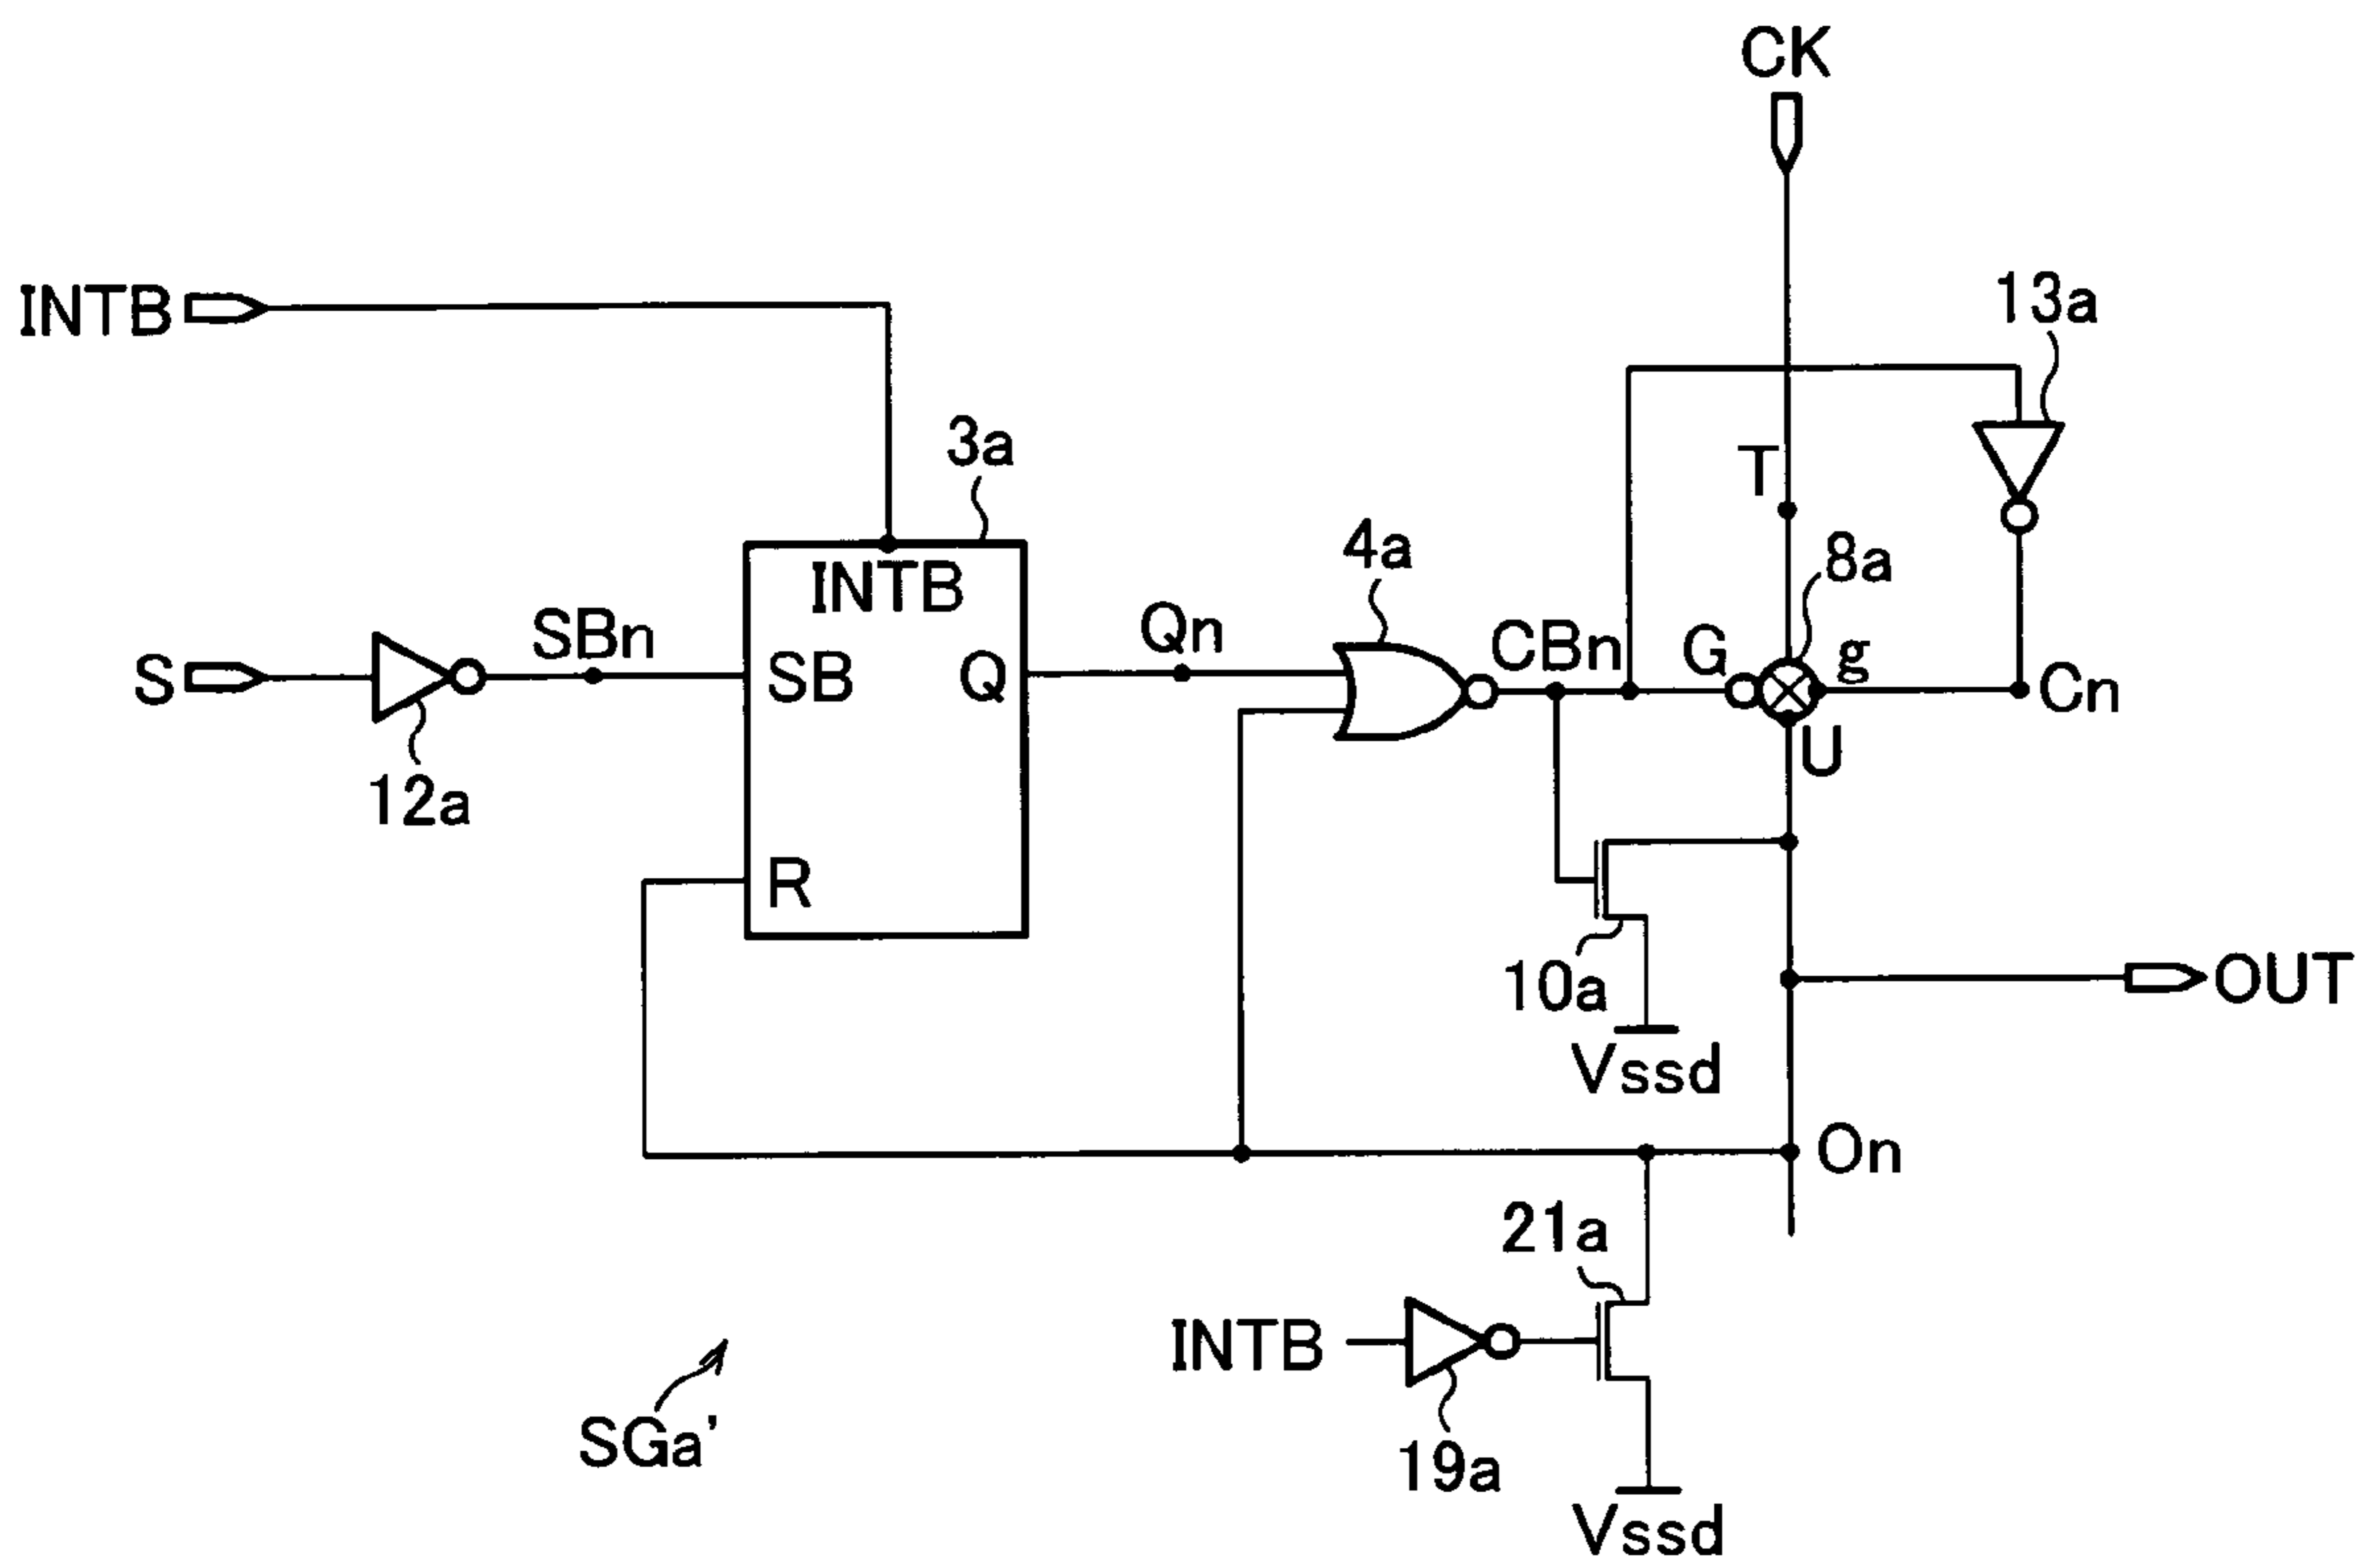 CK
INTB
13a
3a
T
4a
8a
INTB
SBn
Qn
CBn
G
g
S
SB
Q
Cn
U
12a
R
10a
OUT
Vssd
On
21a
INTB
SGa'
19a
Vssd